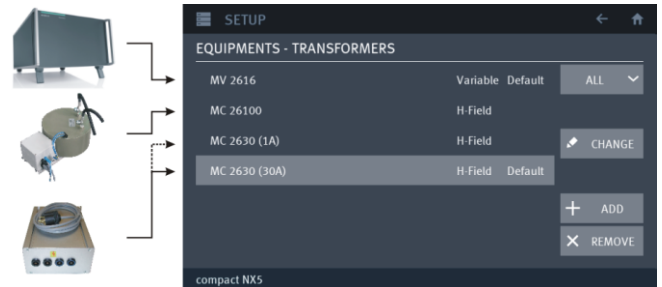 SETUP
EQUIPMENTS - TRANSFORMERS
MV 2616 Variable Default ALL
MC 26100 H-Field
MC 2630 (1A) H-Field CHANGE
MC 2630 (30A) H-Field Default
ADD
REMOVE
compact NX5